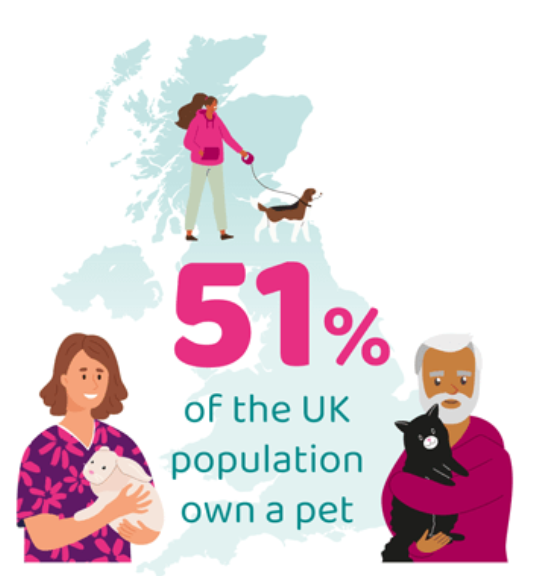 51%
of the UK
population
own a pet